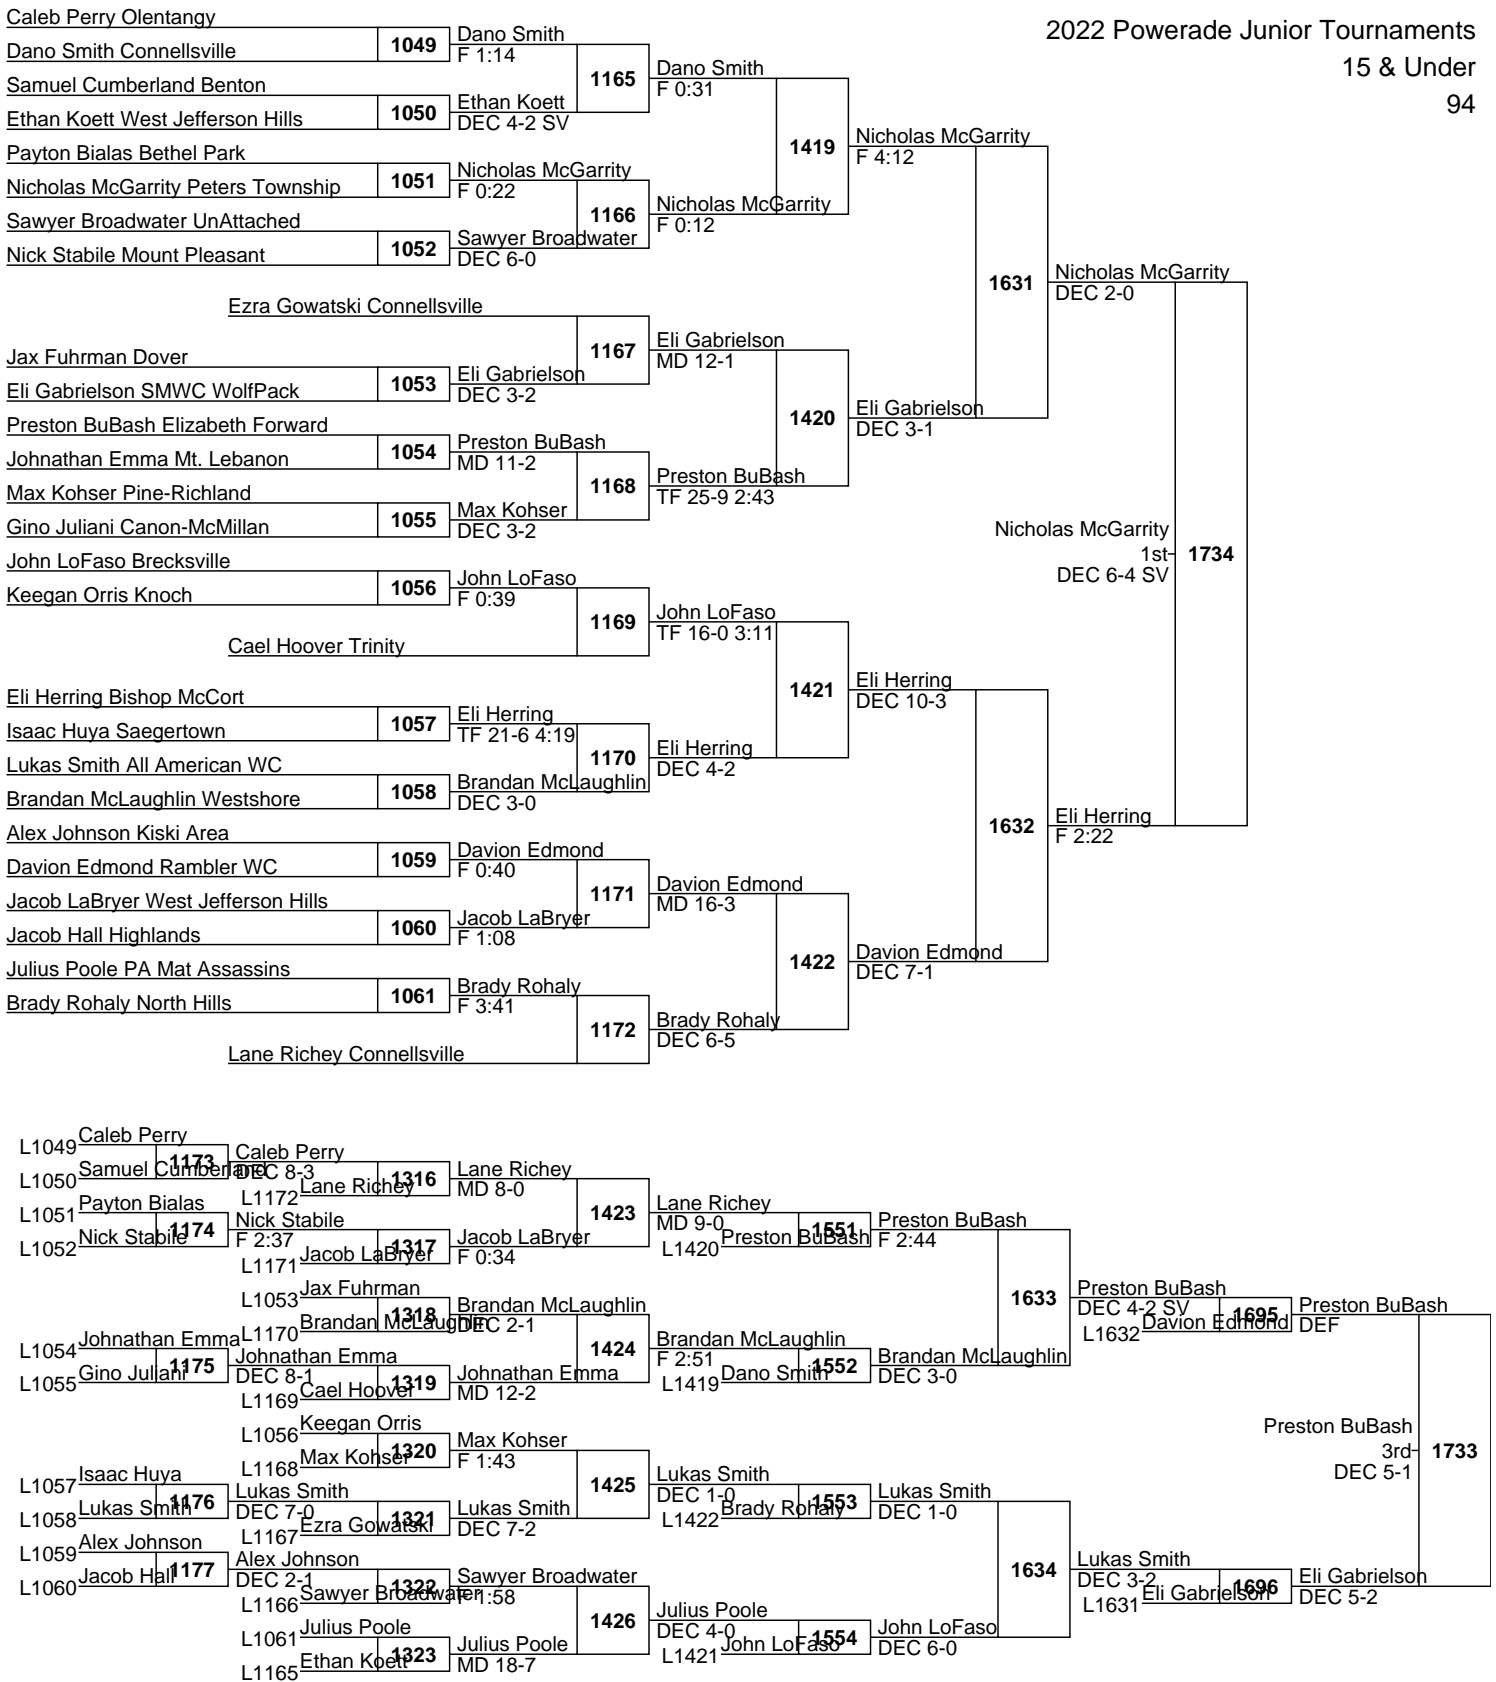 2022 Powerade Junior Tournaments
15 & Under
94
Caleb Perry Olentangy
Dano Smith Connellsville
1049
Dano Smith
F 1:14
Samuel Cumberland Benton
Ethan Koett West Jefferson Hills
1050
Ethan Koett
DEC 4-2 SV
1165
Dano Smith
F 0:31
Payton Bialas Bethel Park
Nicholas McGarrity Peters Township
1051
Nicholas McGarrity
F 0:22
Sawyer Broadwater UnAttached
Nick Stabile Mount Pleasant
1052
Sawyer Broadwater
DEC 6-0
1166
Nicholas McGarrity
F 0:12
1419
Nicholas McGarrity
F 4:12
Ezra Gowatski Connellsville
Jax Fuhrman Dover
Eli Gabrielson SMWC WolfPack
1053
Eli Gabrielson
DEC 3-2
1167
Eli Gabrielson
MD 12-1
Preston BuBash Elizabeth Forward
Johnathan Emma Mt. Lebanon
1054
Preston BuBash
MD 11-2
Max Kohser Pine-Richland
Gino Juliani Canon-McMillan
1055
Max Kohser
DEC 3-2
1168
Preston BuBash
TF 25-9 2:43
1420
Eli Gabrielson
DEC 3-1
1631
Nicholas McGarrity
DEC 2-0
John LoFaso Brecksville
Keegan Orris Knoch
1056
John LoFaso
F 0:39
Cael Hoover Trinity
1169
John LoFaso
TF 16-0 3:11
Eli Herring Bishop McCort
Isaac Huya Saegertown
1057
Eli Herring
TF 21-6 4:19
Lukas Smith All American WC
Brandan McLaughlin Westshore
1058
Brandan McLaughlin
DEC 3-0
1170
Eli Herring
DEC 4-2
1421
Eli Herring
DEC 10-3
Alex Johnson Kiski Area
Davion Edmond Rambler WC
1059
Davion Edmond
F 0:40
Jacob LaBryer West Jefferson Hills
Jacob Hall Highlands
1060
Jacob LaBryer
F 1:08
1171
Davion Edmond
MD 16-3
Julius Poole PA Mat Assassins
Brady Rohaly North Hills
1061
Brady Rohaly
F 3:41
Lane Richey Connellsville
1172
Brady Rohaly
DEC 6-5
1422
Davion Edmond
DEC 7-1
1632
Eli Herring
F 2:22
Nicholas McGarrity
1st
DEC 6-4 SV
1734
L1049 Caleb Perry
L1050 Samuel Cumberland
1173
Caleb Perry
DEC 8-3
L1172 Lane Richey
1316
Lane Richey
MD 8-0
L1051 Payton Bialas
L1052 Nick Stabile
1174
Nick Stabile
F 2:37
L1171 Jacob LaBryer
1317
Jacob LaBryer
F 0:34
1423
Lane Richey
MD 9-0
L1420 Preston BuBash
1551
Preston BuBash
F 2:44
L1053 Jax Fuhrman
L1170 Brandan McLaughlin
1318
Brandan McLaughlin
DEC 2-1
L1054 Johnathan Emma
L1055 Gino Juliani
1175
Johnathan Emma
DEC 8-1
L1169 Cael Hoover
1319
Johnathan Emma
MD 12-2
1424
Brandan McLaughlin
F 2:51
L1419 Dano Smith
1552
Brandan McLaughlin
DEC 3-0
1633
Preston BuBash
DEC 4-2 SV
L1632 Davion Edmond
1695
Preston BuBash
DEF
L1056 Keegan Orris
L1168 Max Kohser
1320
Max Kohser
F 1:43
L1057 Isaac Huya
L1058 Lukas Smith
1176
Lukas Smith
DEC 7-0
L1167 Ezra Gowatski
1321
Lukas Smith
DEC 7-2
1425
Lukas Smith
DEC 1-0
L1422 Brady Rohaly
1553
Lukas Smith
DEC 1-0
L1059 Alex Johnson
L1060 Jacob Hall
1177
Alex Johnson
DEC 2-1
L1166 Sawyer Broadwater
1322
Sawyer Broadwater
F 1:58
L1061 Julius Poole
L1165 Ethan Koett
1323
Julius Poole
MD 18-7
1426
Julius Poole
DEC 4-0
L1421 John LoFaso
1554
John LoFaso
DEC 6-0
1634
Lukas Smith
DEC 3-2
L1631 Eli Gabrielson
1696
Eli Gabrielson
DEC 5-2
Preston BuBash
3rd
DEC 5-1
1733